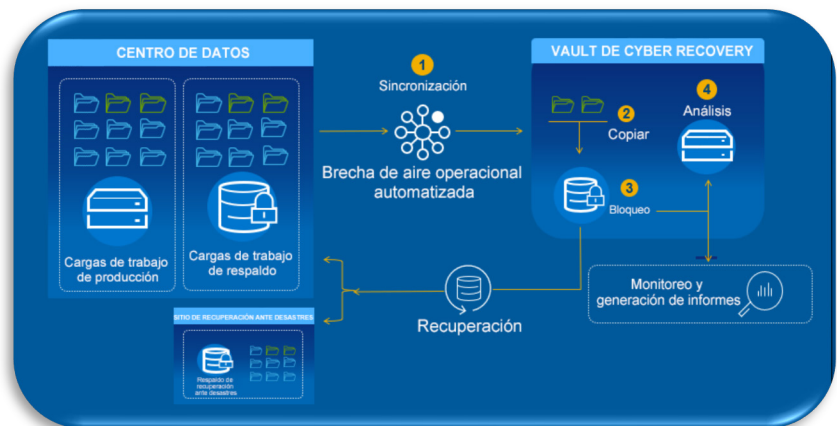 CENTRO DE DATOS
Cargas de trabajo
de producción
Cargas de trabajo
de respaldo
1
Sincronización
Brecha de aire operacional
automatizada
VAULT DE CYBER RECOVERY
2
Copiar
3
Bloqueo
4
Análisis
Monitoreo y
generación de informes
Recuperación
SITIO DE RECUPERACIÓN ANTE DESASTRES
Respaldo de
recuperación
ante desastres